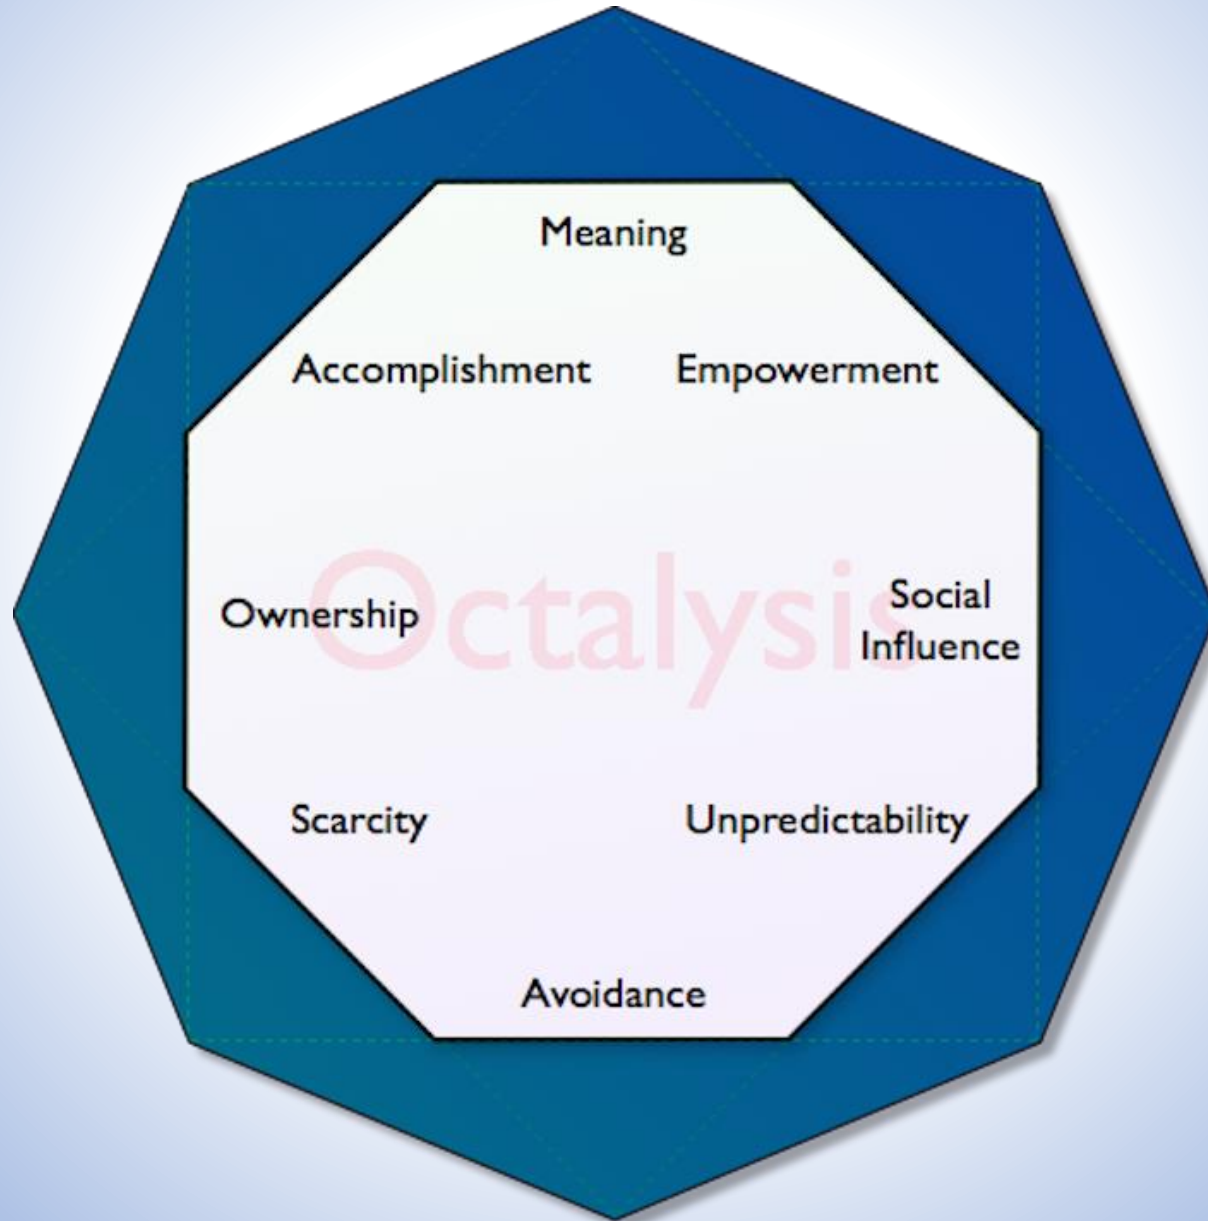 Meaning
Accomplishment Empowerment
Octalysis
Ownership
Social
Influence
Scarcity Unpredictability
Avoidance